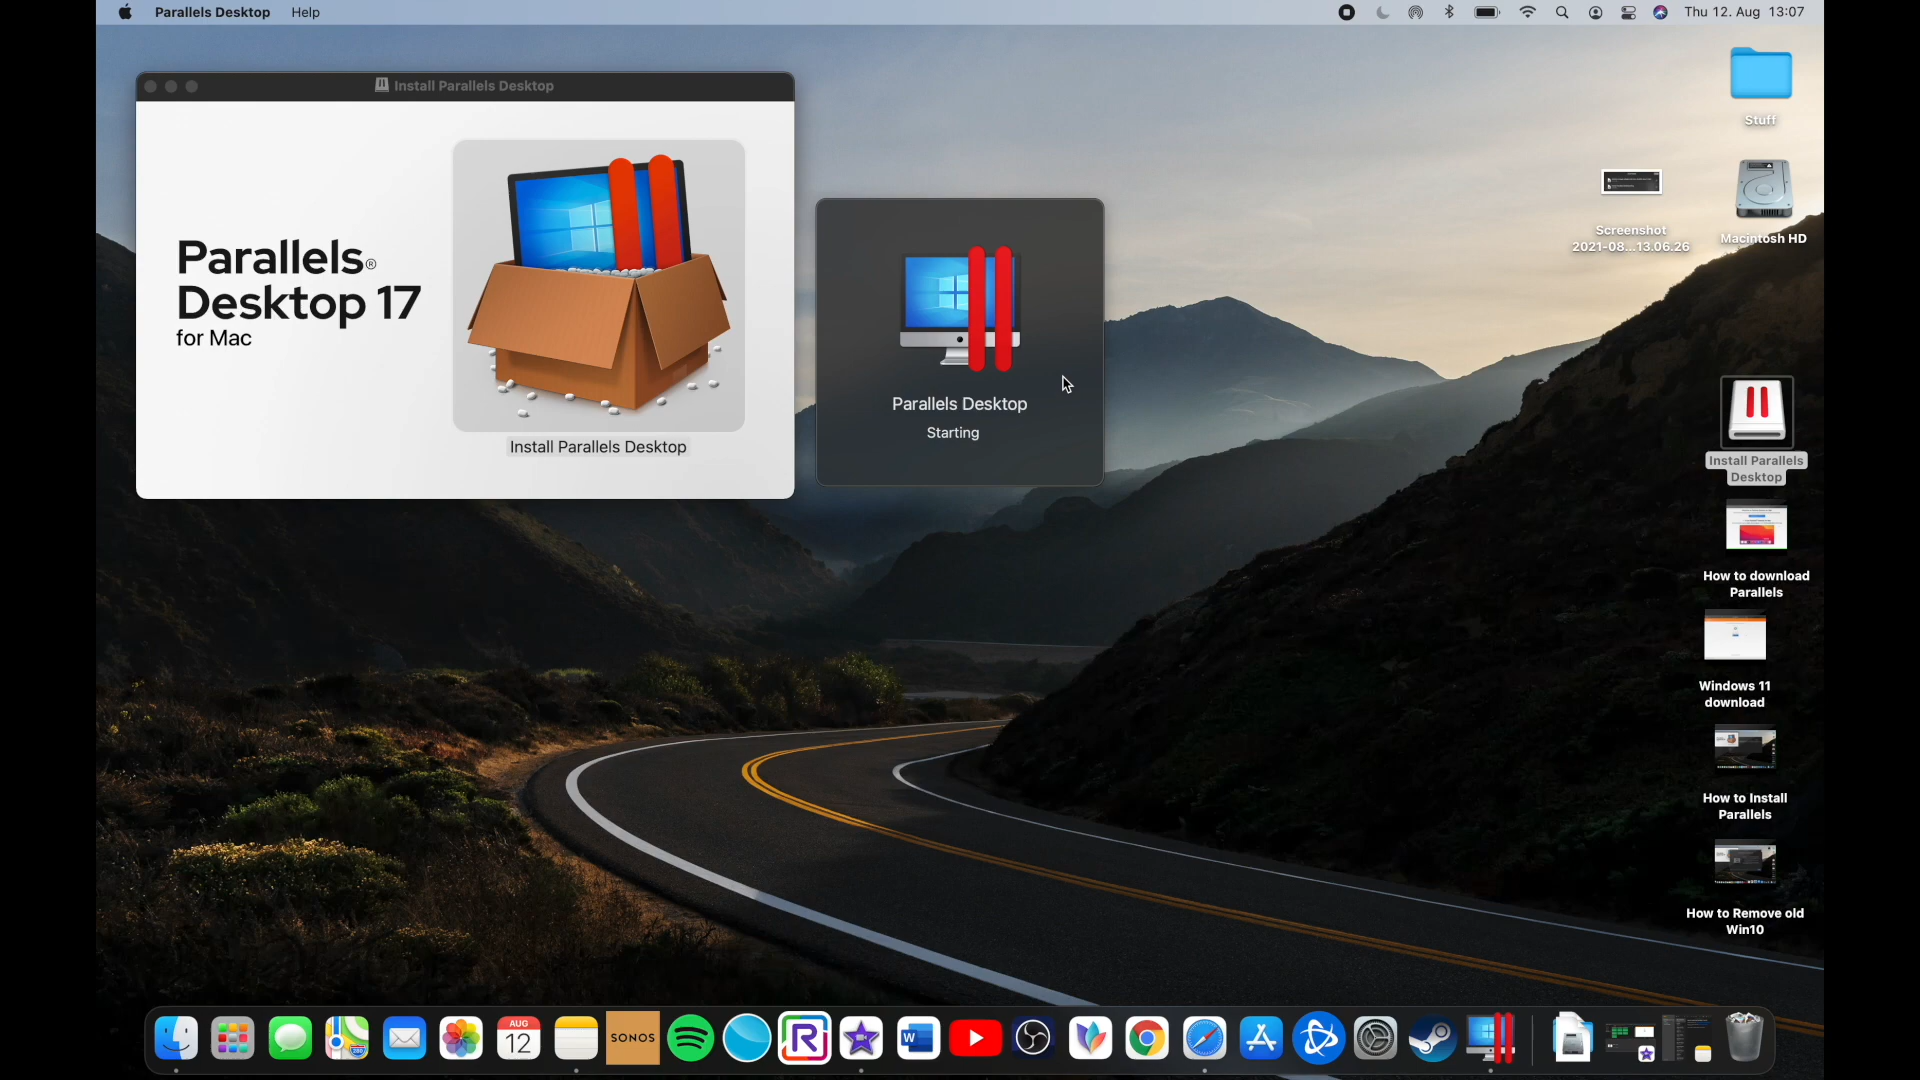 Parallels Desktop Help
Thu 12. Aug 13:07
Install Parallels Desktop
Parallels®
Desktop 17
for Mac
Install Parallels Desktop
Parallels Desktop
Starting
Stuff
Screenshot
2021-08...13.06.26
Macintosh HD
Install Parallels
Desktop
How to download
Parallels
Windows 11
download
How to Install
Parallels
How to Remove old
Win10
AUG
12
SONOS